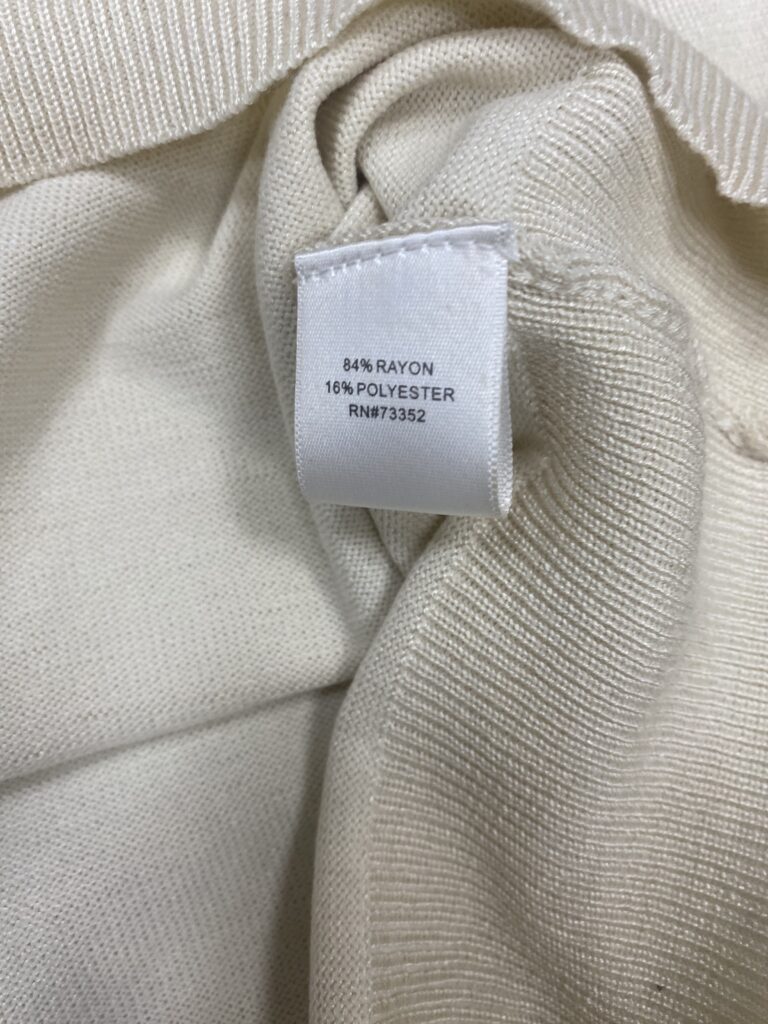 84% RAYON
16% POLYESTER
RN#73352